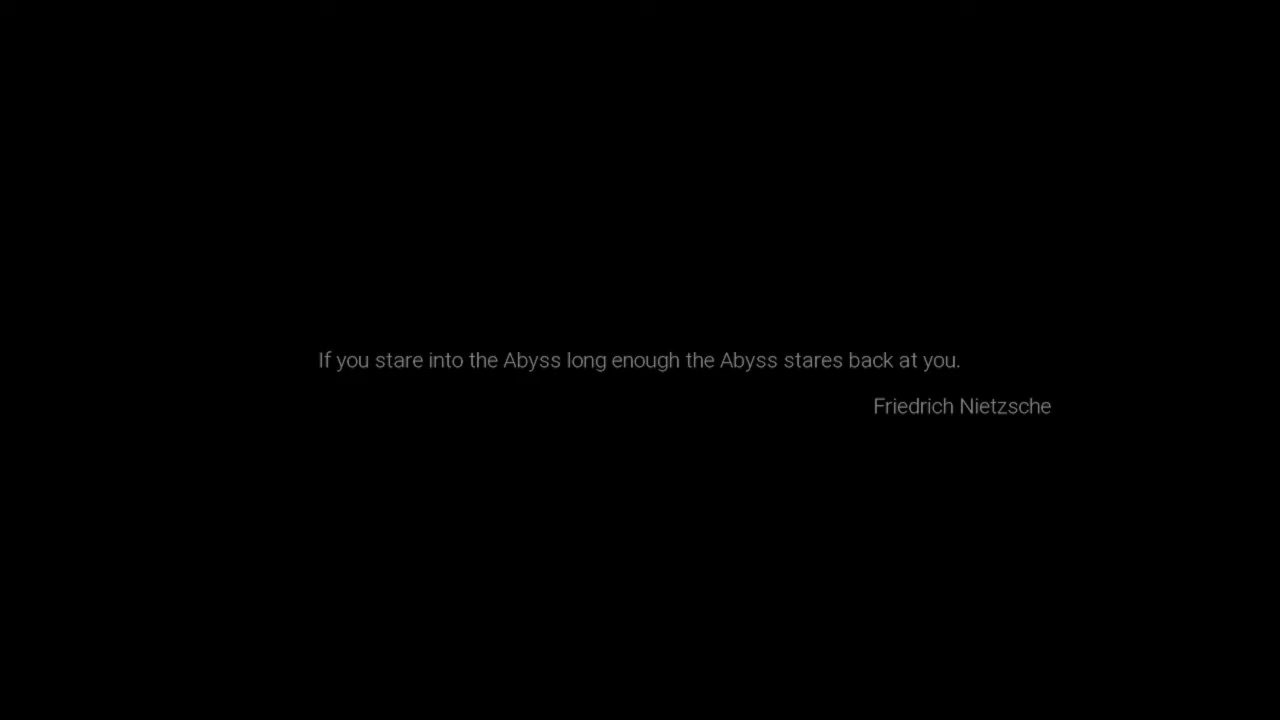 If you stare into the Abyss long enough the Abyss stares back at you.
Friedrich Nietzsche